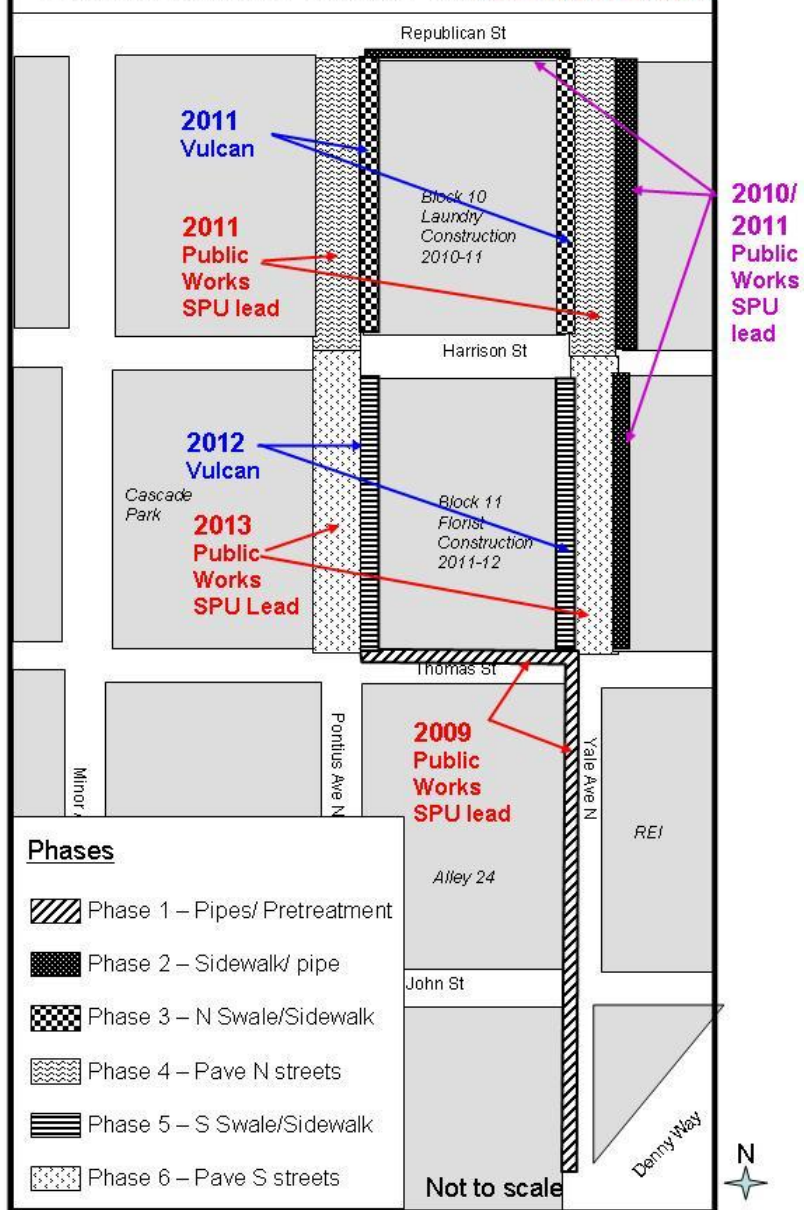 Republican St
2011
Vulcan
2011
Public
Works
SPU lead
Block 10
Laundry
Construction
2010-11
2010/
2011
Public
Works
SPU
lead
Harrison St
2012
Vulcan
Cascade
Park
2013
Public
Works
SPU Lead
Block 11
Florist
Construction
2011-12
Thomas St
2009
Public
Works
SPU lead
Minor
Pontius Ave N
Yale Ave N
REI
Alley 24
John St
Denny Way
Phases
Phase 1 – Pipes/ Pretreatment
Phase 2 – Sidewalk/ pipe
Phase 3 – N Swale/Sidewalk
Phase 4 – Pave N streets
Phase 5 – S Swale/Sidewalk
Phase 6 – Pave S streets
Not to scale
N